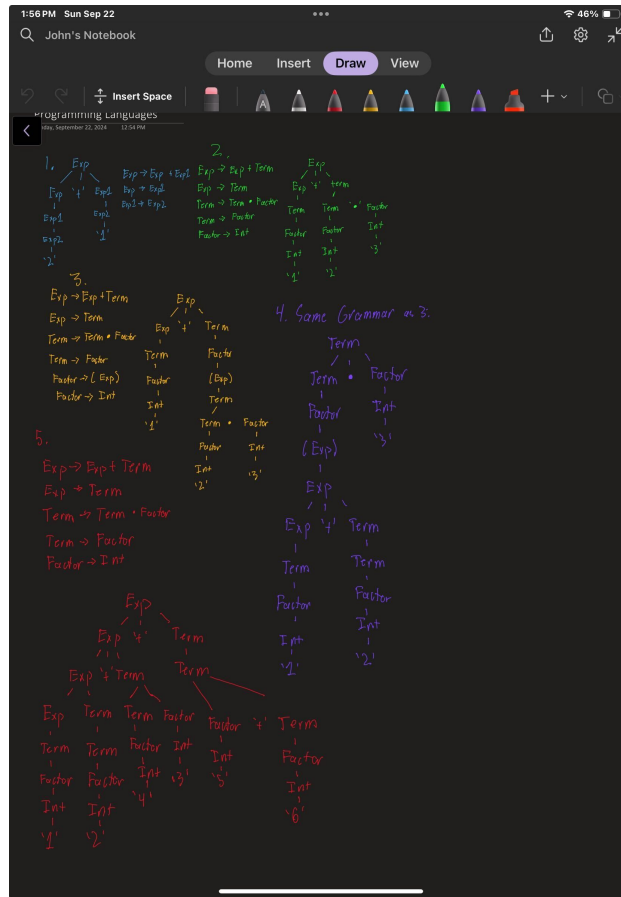 1:56 PM Sun Sep 22
46%
John's Notebook
Home Insert Draw View
Insert Space
Programming Languages
day, September 22, 2024 12:54 PM
1.
Exp
Exp '+' Exp1
Exp1 Exp2
Exp2 '1'
'2'
Exp → Exp + Exp1
Exp → Exp1
Exp1 → Exp2
2.
Exp → Exp + Term
Exp → Term
Term → Term • Factor
Term → Factor
Factor → Int
Exp
Exp '+' term
Term Term '•' Factor
Factor Factor Int
Int Int '3'
'1' '2'
3.
Exp → Exp + Term
Exp → Term
Term → Term • Factor
Term → Factor
Factor → (Exp)
Factor → Int
Exp
Exp '+' Term
Term Factor
Factor (Exp)
Int Term
'1' Term • Factor
Factor Int
Int '3'
'2'
4. Same Grammar as 3.
Term
Term • Factor
Factor Int
(Exp) '3'
Exp
Exp '+' Term
Term Term
Factor Factor
Int Int
'1' '2'
5.
Exp → Exp + Term
Exp → Term
Term → Term • Factor
Term → Factor
Factor → Int
Exp
Exp '+' Term
Exp '+' Term Term
Exp Term Term Factor Factor '+' Term
Term Term Factor Int Int Factor
Factor Factor Int '3' '5' Int
Int Int '4' '6'
'1' '2'